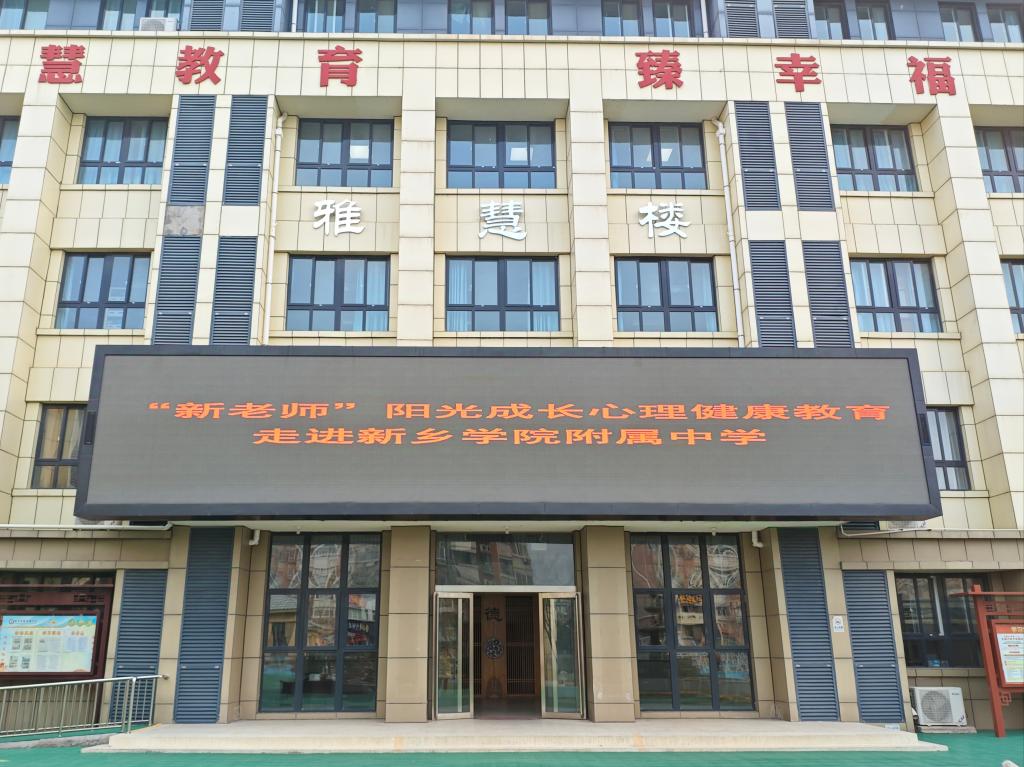 慧教育 臻幸福
雅慧楼
“新老师”阳光成长心理健康教育
走进新乡学院附属中学
德